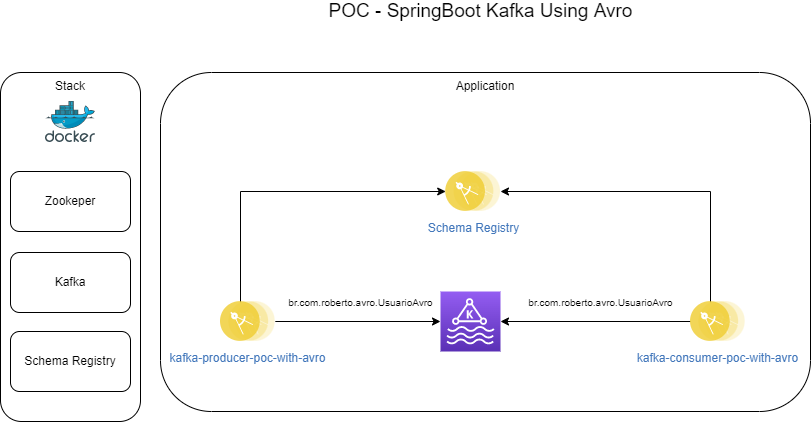 POC - SpringBoot Kafka Using Avro
Stack
docker
Zookeper
Kafka
Schema Registry
Application
Schema Registry
br.com.roberto.avro.UsuarioAvro
br.com.roberto.avro.UsuarioAvro
K
kafka-producer-poc-with-avro
kafka-consumer-poc-with-avro